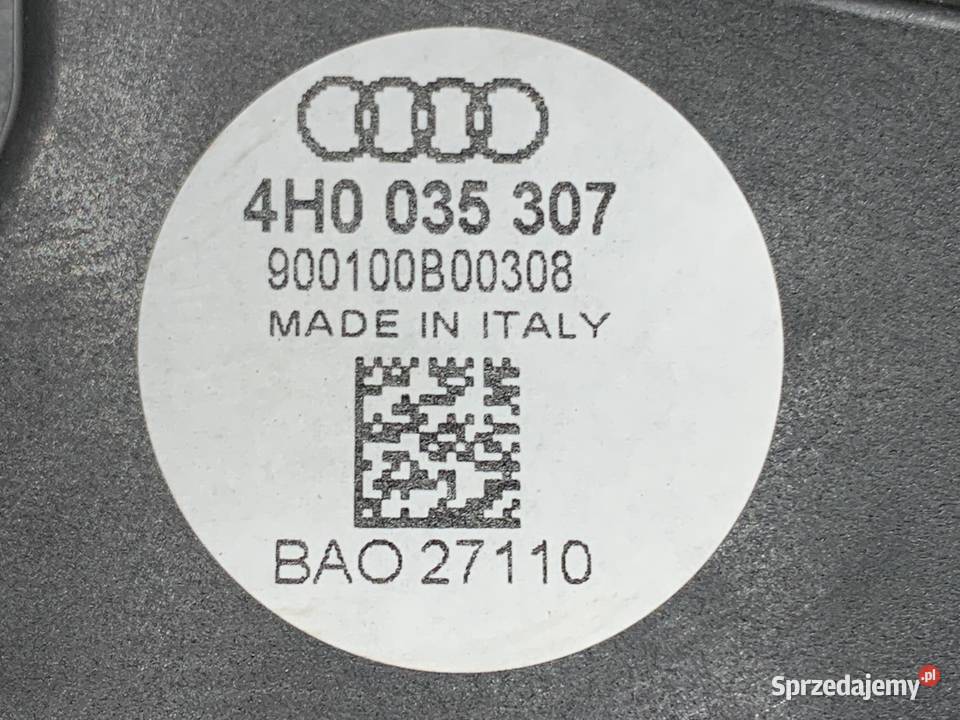 4H0 035 307
900100B00308
MADE IN ITALY
BAO 27110
Sprzedajemy.pl